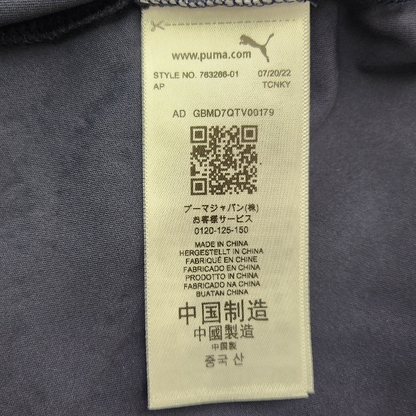 www.puma.com
STYLE NO. 763266-01 07/20/22
AP TCNKY
AD GBMD7QTV00179
プーマジャパン(株)
お客様サービス
0120-125-150
MADE IN CHINA
HERGESTELLT IN CHINA
FABRIQUÉ EN CHINE
FABRICADO EN CHINA
PRODOTTO IN CHINA
FABRICADO NA CHINA
BUATAN CHINA
中国制造
中國製造
中国製
중국 산